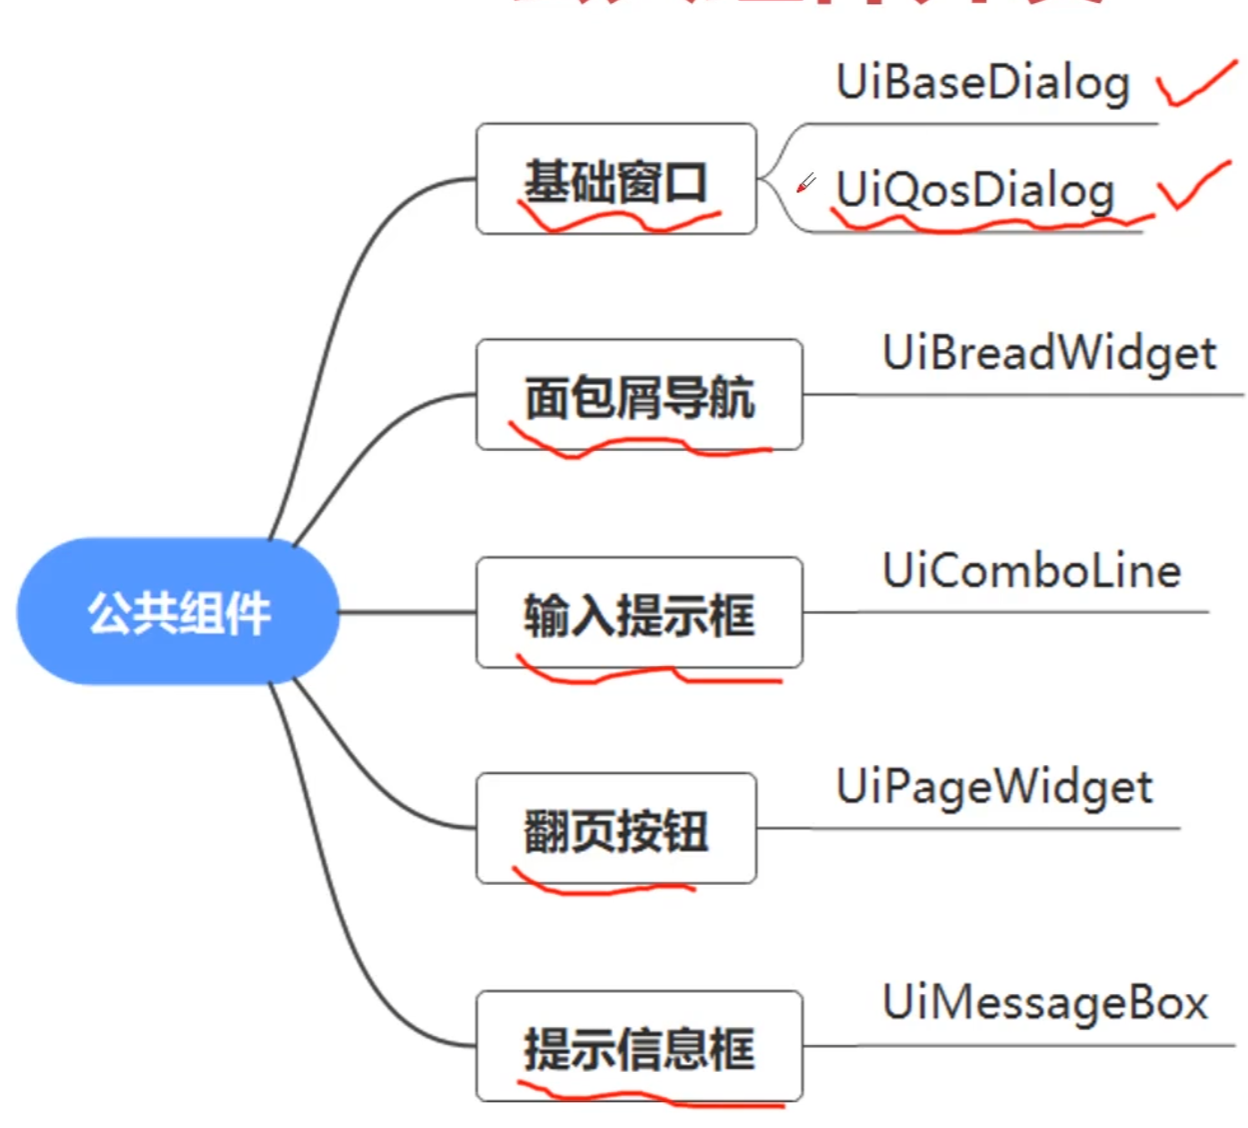 公共组件
基础窗口
UiBaseDialog
UiQosDialog
面包屑导航
UiBreadWidget
输入提示框
UiComboLine
翻页按钮
UiPageWidget
提示信息框
UiMessageBox